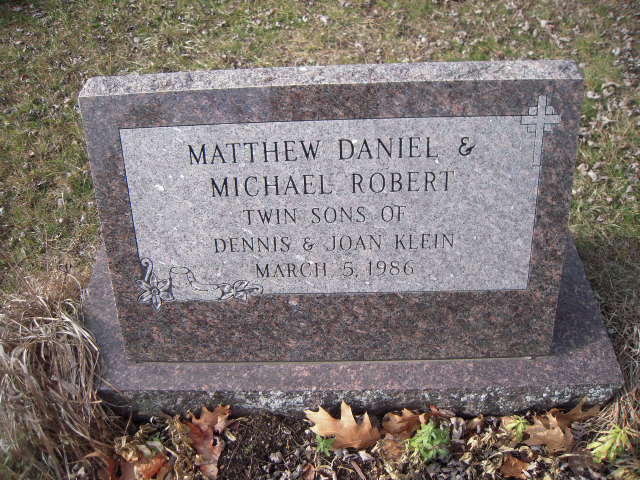 MATTHEW DANIEL &
MICHAEL ROBERT
TWIN SONS OF
DENNIS & JOAN KLEIN
MARCH 5, 1986